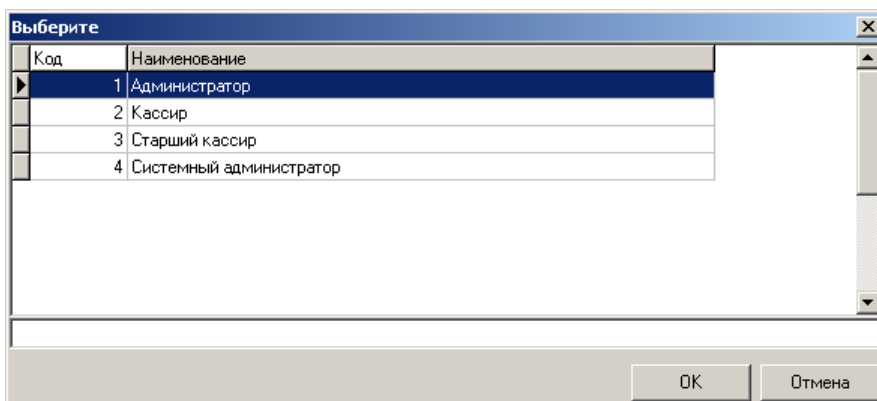 Выберите
Код Наименование
1 Администратор
2 Кассир
3 Старший кассир
4 Системный администратор
OK Отмена